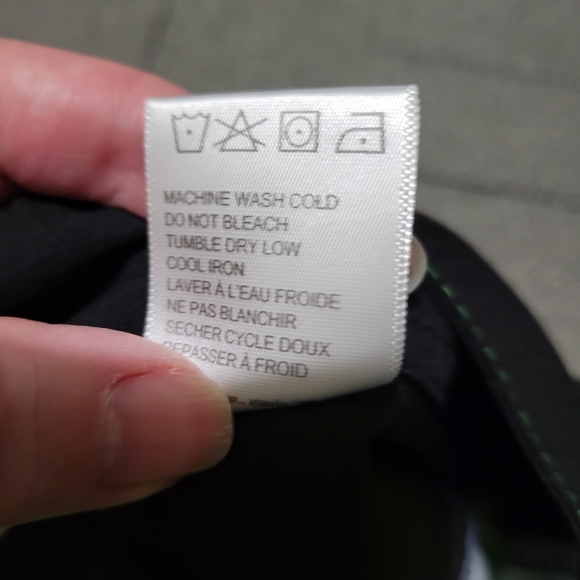 MACHINE WASH COLD
DO NOT BLEACH
TUMBLE DRY LOW
COOL IRON
LAVER À L'EAU FROIDE
NE PAS BLANCHIR
SECHER CYCLE DOUX
REPASSER À FROID